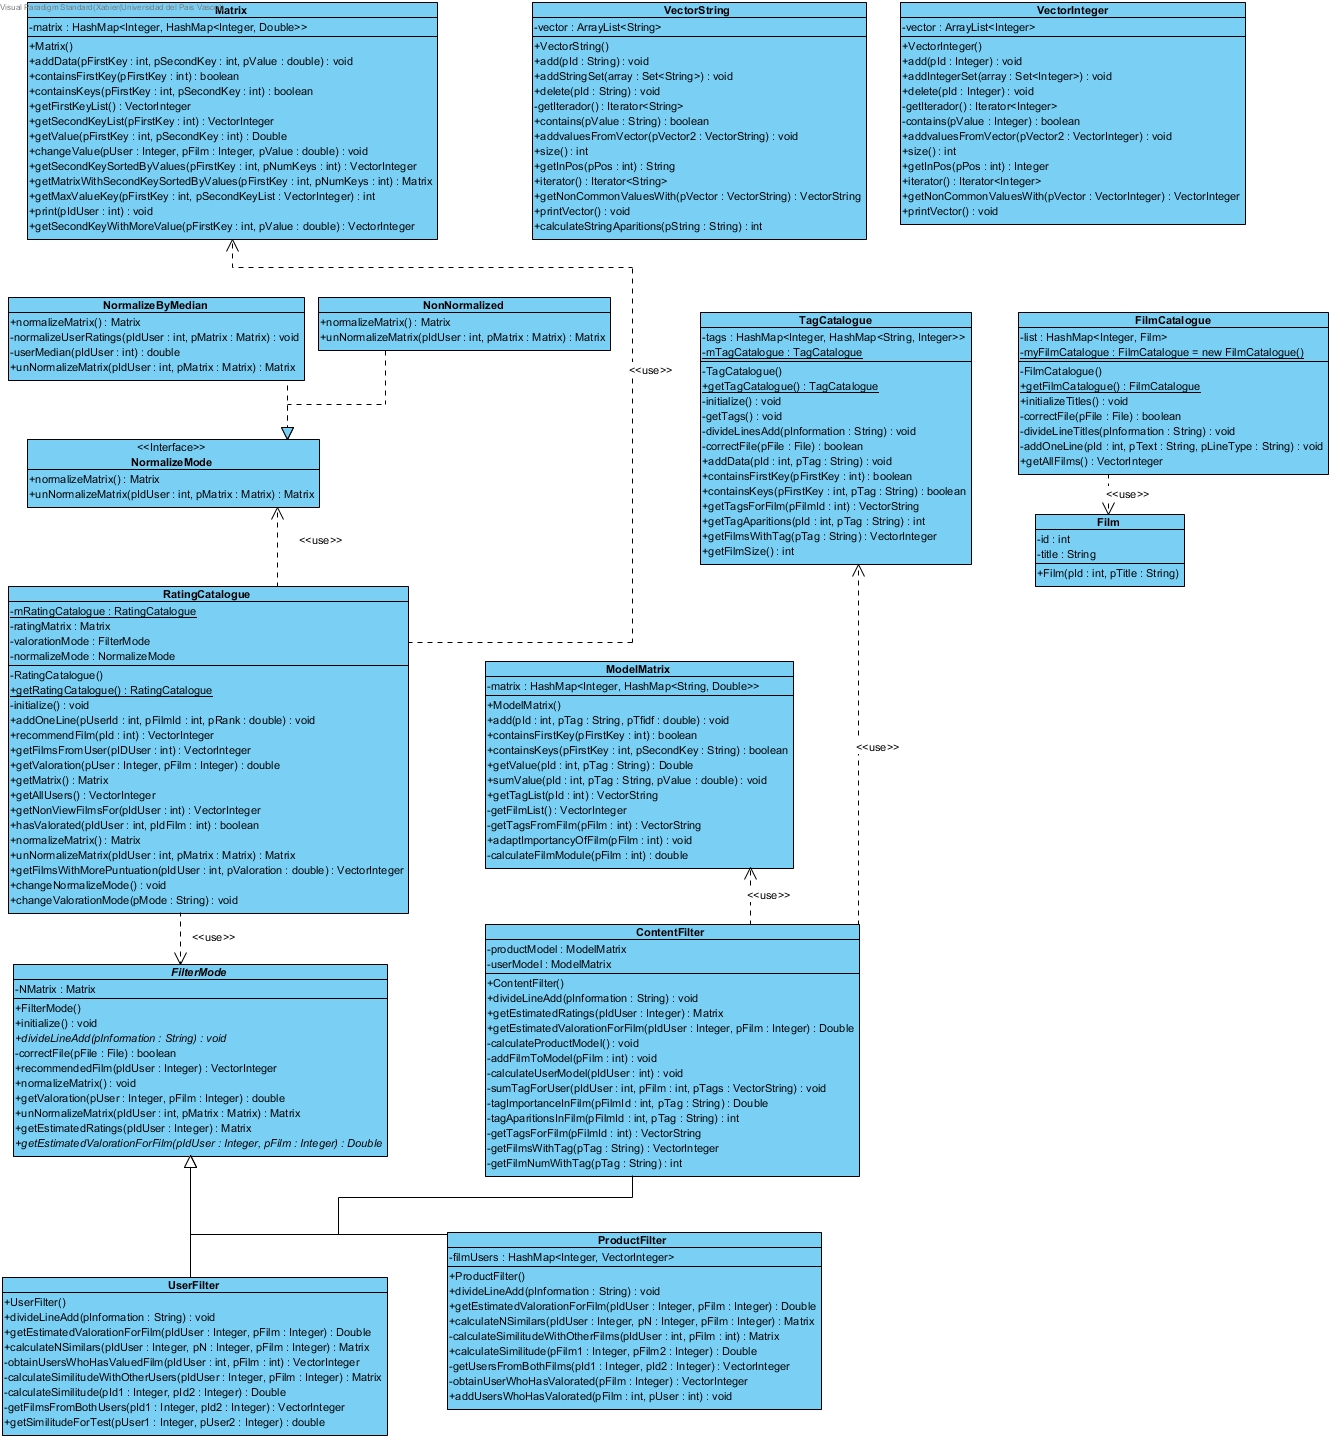 Visual Paradigm Standard(Xabier(Universidad del Pais Vasco
Matrix
-matrix : HashMap<Integer, HashMap<Integer, Double>>
+Matrix()
+addData(pFirstKey : int, pSecondKey : int, pValue : double) : void
+containsFirstKey(pFirstKey : int) : boolean
+containsKeys(pFirstKey : int, pSecondKey : int) : boolean
+getFirstKeyList() : VectorInteger
+getSecondKeyList(pFirstKey : int) : VectorInteger
+getValue(pFirstKey : int, pSecondKey : int) : Double
+changeValue(pUser : Integer, pFilm : Integer, pValue : double) : void
+getSecondKeySortedByValues(pFirstKey : int, pNumKeys : int) : VectorInteger
+getMatrixWithSecondKeySortedByValues(pFirstKey : int, pNumKeys : int) : Matrix
+getMaxValueKey(pFirstKey : int, pSecondKeyList : VectorInteger) : int
+print(pIdUser : int) : void
+getSecondKeyWithMoreValue(pFirstKey : int, pValue : double) : VectorInteger
VectorString
-vector : ArrayList<String>
+VectorString()
+add(pId : String) : void
+addStringSet(array : Set<String>) : void
+delete(pId : String) : void
-getIterador() : Iterator<String>
+contains(pValue : String) : boolean
+addvaluesFromVector(pVector2 : VectorString) : void
+size() : int
+getInPos(pPos : int) : String
+iterator() : Iterator<String>
+getNonCommonValuesWith(pVector : VectorString) : VectorString
+printVector() : void
+calculateStringAparitions(pString : String) : int
VectorInteger
-vector : ArrayList<Integer>
+VectorInteger()
+add(pId : Integer) : void
+addIntegerSet(array : Set<Integer>) : void
+delete(pId : Integer) : void
-getIterador() : Iterator<Integer>
-contains(pValue : Integer) : boolean
+addvaluesFromVector(pVector2 : VectorInteger) : void
+size() : int
+getInPos(pPos : int) : Integer
+iterator() : Iterator<Integer>
+getNonCommonValuesWith(pVector : VectorInteger) : VectorInteger
+printVector() : void
NormalizeByMedian
+normalizeMatrix() : Matrix
-normalizeUserRatings(pIdUser : int, pMatrix : Matrix) : void
-userMedian(pIdUser : int) : double
+unNormalizeMatrix(pIdUser : int, pMatrix : Matrix) : Matrix
NonNormalized
+normalizeMatrix() : Matrix
+unNormalizeMatrix(pIdUser : int, pMatrix : Matrix) : Matrix
<<use>>
TagCatalogue
-tags : HashMap<Integer, HashMap<String, Integer>>
-mTagCatalogue : TagCatalogue
-TagCatalogue()
+getTagCatalogue() : TagCatalogue
-initialize() : void
-getTags() : void
-divideLinesAdd(pInformation : String) : void
-correctFile(pFile : File) : boolean
+addData(pId : int, pTag : String) : void
+containsFirstKey(pFirstKey : int) : boolean
+containsKeys(pFirstKey : int, pTag : String) : boolean
+getTagsForFilm(pFilmId : int) : VectorString
+getTagAparitions(pId : int, pTag : String) : int
+getFilmsWithTag(pTag : String) : VectorInteger
+getFilmSize() : int
FilmCatalogue
-list : HashMap<Integer, Film>
-myFilmCatalogue : FilmCatalogue = new FilmCatalogue()
-FilmCatalogue()
+getFilmCatalogue() : FilmCatalogue
+initializeTitles() : void
-correctFile(pFile : File) : boolean
-divideLineTitles(pInformation : String) : void
-addOneLine(pId : int, pText : String, pLineType : String) : void
+getAllFilms() : VectorInteger
<<use>>
Film
-id : int
-title : String
+Film(pId : int, pTitle : String)
<<Interface>>
NormalizeMode
+normalizeMatrix() : Matrix
+unNormalizeMatrix(pIdUser : int, pMatrix : Matrix) : Matrix
<<use>>
RatingCatalogue
-mRatingCatalogue : RatingCatalogue
-ratingMatrix : Matrix
-valorationMode : FilterMode
-normalizeMode : NormalizeMode
-RatingCatalogue()
+getRatingCatalogue() : RatingCatalogue
-initialize() : void
+addOneLine(pUserId : int, pFilmId : int, pRank : double) : void
+recommendFilm(pId : int) : VectorInteger
+getFilmsFromUser(pIDUser : int) : VectorInteger
+getValoration(pUser : Integer, pFilm : Integer) : double
+getMatrix() : Matrix
+getAllUsers() : VectorInteger
+getNonViewFilmsFor(pIdUser : int) : VectorInteger
+hasValorated(pIdUser : int, pIdFilm : int) : boolean
+normalizeMatrix() : Matrix
+unNormalizeMatrix(pIdUser : int, pMatrix : Matrix) : Matrix
+getFilmsWithMorePuntuation(pIdUser : int, pValoration : double) : VectorInteger
+changeNormalizeMode() : void
+changeValorationMode(pMode : String) : void
<<use>>
ModelMatrix
-matrix : HashMap<Integer, HashMap<String, Double>>
+ModelMatrix()
+add(pId : int, pTag : String, pTfidf : double) : void
+containsFirstKey(pFirstKey : int) : boolean
+containsKeys(pFirstKey : int, pSecondKey : String) : boolean
+getValue(pId : int, pTag : String) : Double
+sumValue(pId : int, pTag : String, pValue : double) : void
+getTagList(pId : int) : VectorString
-getFilmList() : VectorInteger
-getTagsFromFilm(pFilm : int) : VectorString
+adaptImportancyOfFilm(pFilm : int) : void
-calculateFilmModule(pFilm : int) : double
<<use>>
<<use>>
FilterMode
-NMatrix : Matrix
+FilterMode()
+initialize() : void
+divideLineAdd(pInformation : String) : void
-correctFile(pFile : File) : boolean
+recommendedFilm(pIdUser : Integer) : VectorInteger
+normalizeMatrix() : void
+getValoration(pUser : Integer, pFilm : Integer) : double
+unNormalizeMatrix(pIdUser : int, pMatrix : Matrix) : Matrix
+getEstimatedRatings(pIdUser : Integer) : Matrix
+getEstimatedValorationForFilm(pIdUser : Integer, pFilm : Integer) : Double
ContentFilter
-productModel : ModelMatrix
-userModel : ModelMatrix
+ContentFilter()
+divideLineAdd(pInformation : String) : void
+getEstimatedRatings(pIdUser : Integer) : Matrix
+getEstimatedValorationForFilm(pIdUser : Integer, pFilm : Integer) : Double
-calculateProductModel() : void
-addFilmToModel(pFilm : int) : void
-calculateUserModel(pIdUser : int) : void
-sumTagForUser(pIdUser : int, pFilm : int, pTags : VectorString) : void
-tagImportanceInFilm(pFilmId : int, pTag : String) : Double
-tagAparitionsInFilm(pFilmId : int, pTag : String) : int
-getTagsForFilm(pFilmId : int) : VectorString
-getFilmsWithTag(pTag : String) : VectorInteger
-getFilmNumWithTag(pTag : String) : int
ProductFilter
-filmUsers : HashMap<Integer, VectorInteger>
+ProductFilter()
+divideLineAdd(pInformation : String) : void
+getEstimatedValorationForFilm(pIdUser : Integer, pFilm : Integer) : Double
+calculateNSimilars(pIdUser : Integer, pN : Integer, pFilm : Integer) : Matrix
-calculateSimilitudeWithOtherFilms(pIdUser : int, pFilm : int) : Matrix
+calculateSimilitude(pFilm1 : Integer, pFilm2 : Integer) : Double
-getUsersFromBothFilms(pId1 : Integer, pId2 : Integer) : VectorInteger
-obtainUserWhoHasValorated(pFilm : Integer) : VectorInteger
+addUsersWhoHasValorated(pFilm : int, pUser : int) : void
UserFilter
+UserFilter()
+divideLineAdd(pInformation : String) : void
+getEstimatedValorationForFilm(pIdUser : Integer, pFilm : Integer) : Double
+calculateNSimilars(pIdUser : Integer, pN : Integer, pFilm : Integer) : Matrix
-obtainUsersWhoHasValuedFilm(pIdUser : int, pFilm : int) : VectorInteger
-calculateSimilitudeWithOtherUsers(pIdUser : Integer, pFilm : Integer) : Matrix
-calculateSimilitude(pId1 : Integer, pId2 : Integer) : Double
-getFilmsFromBothUsers(pId1 : Integer, pId2 : Integer) : VectorInteger
+getSimilitudeForTest(pUser1 : Integer, pUser2 : Integer) : double